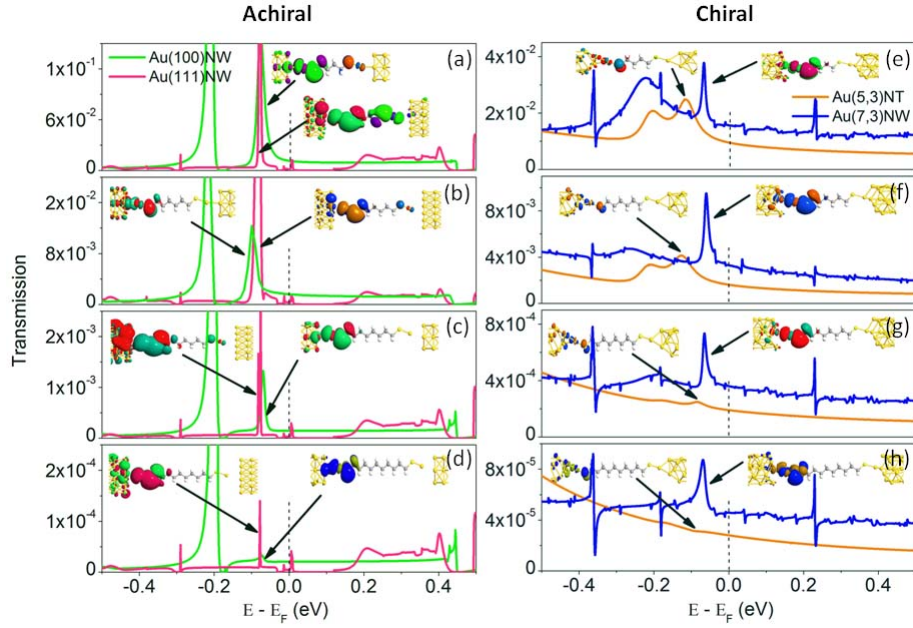 Achiral
Chiral
Transmission
Au(100)NW
Au(111)NW
(a)
1x10⁻¹
6x10⁻²
0
(b)
2x10⁻²
8x10⁻³
0
(c)
2x10⁻³
1x10⁻³
0
(d)
2x10⁻⁴
1x10⁻⁴
0
-0.4 -0.2 0.0 0.2 0.4
E - E_F (eV)
(e)
Au(5,3)NT
Au(7,3)NW
4x10⁻²
2x10⁻²
0
(f)
8x10⁻³
4x10⁻³
0
(g)
8x10⁻⁴
4x10⁻⁴
0
(h)
8x10⁻⁵
4x10⁻⁵
0
-0.4 -0.2 0.0 0.2 0.4
E - E_F (eV)